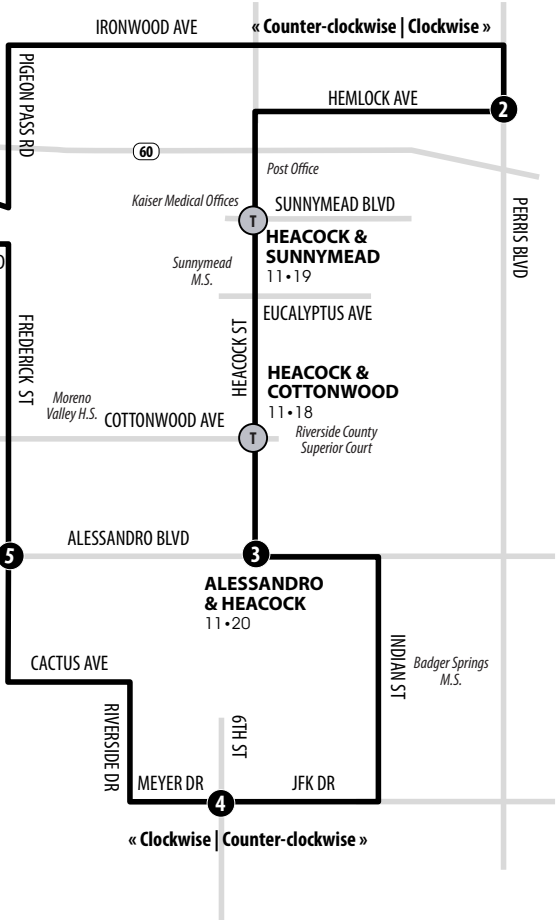 IRONWOOD AVE
« Counter-clockwise | Clockwise »
PIGEON PASS RD
HEMLOCK AVE
2
60
Post Office
Kaiser Medical Offices
SUNNYMEAD BLVD
T
HEACOCK &
SUNNYMEAD
11•19
PERRIS BLVD
Sunnymead
M.S.
EUCALYPTUS AVE
FREDERICK ST
HEACOCK ST
HEACOCK &
COTTONWOOD
11•18
Moreno
Valley H.S.
COTTONWOOD AVE
T
Riverside County
Superior Court
ALESSANDRO BLVD
5
3
ALESSANDRO
& HEACOCK
11•20
INDIAN ST
Badger Springs
M.S.
CACTUS AVE
RIVERSIDE DR
6TH ST
MEYER DR
JFK DR
4
« Clockwise | Counter-clockwise »